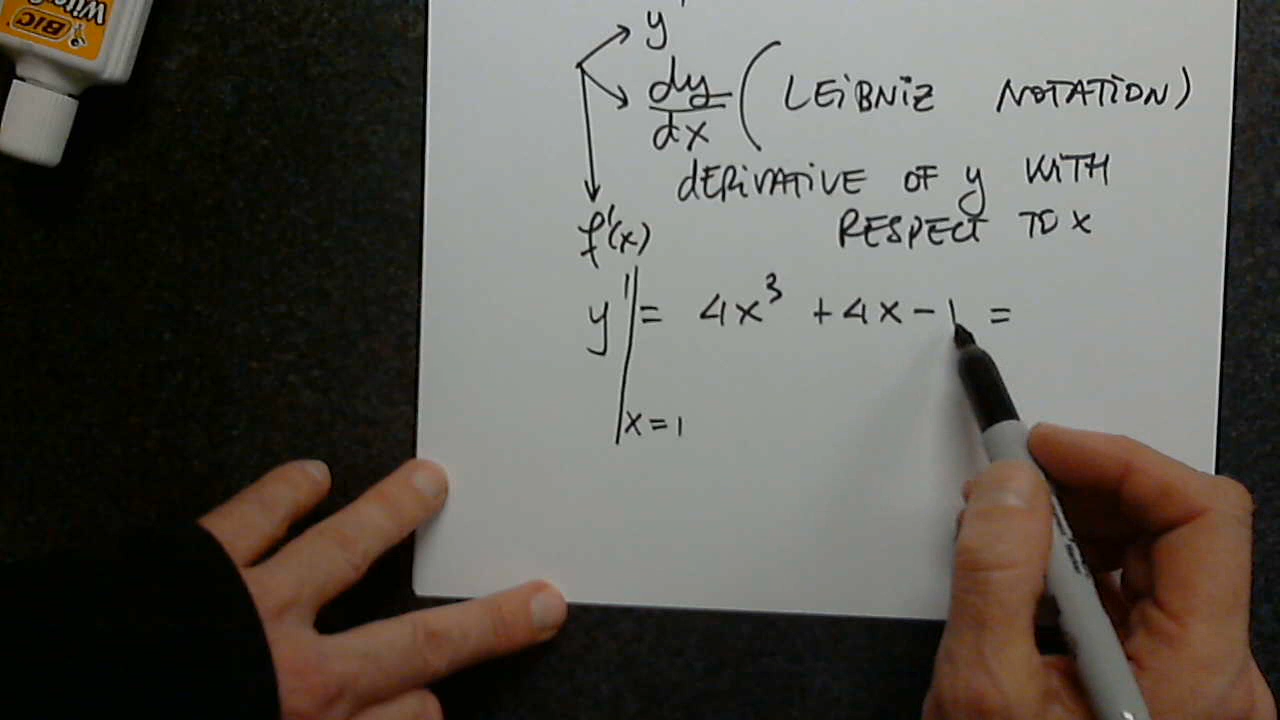 y'
dy/dx (LEIBNIZ NOTATION)
DERIVATIVE OF y WITH
RESPECT TO x
f'(x)
y'|= 4x³ +4x-1 =
x=1
BIC